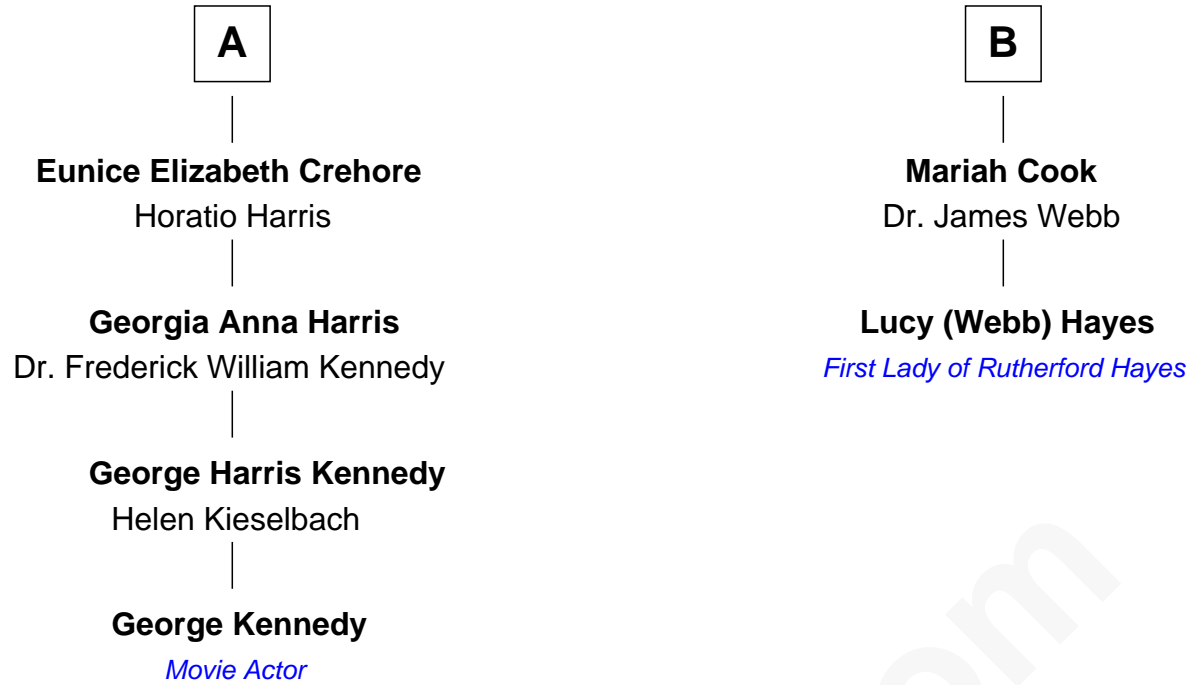 A
Eunice Elizabeth Crehore
Horatio Harris
Georgia Anna Harris
Dr. Frederick William Kennedy
George Harris Kennedy
Helen Kieselbach
George Kennedy
Movie Actor
B
Mariah Cook
Dr. James Webb
Lucy (Webb) Hayes
First Lady of Rutherford Hayes
om